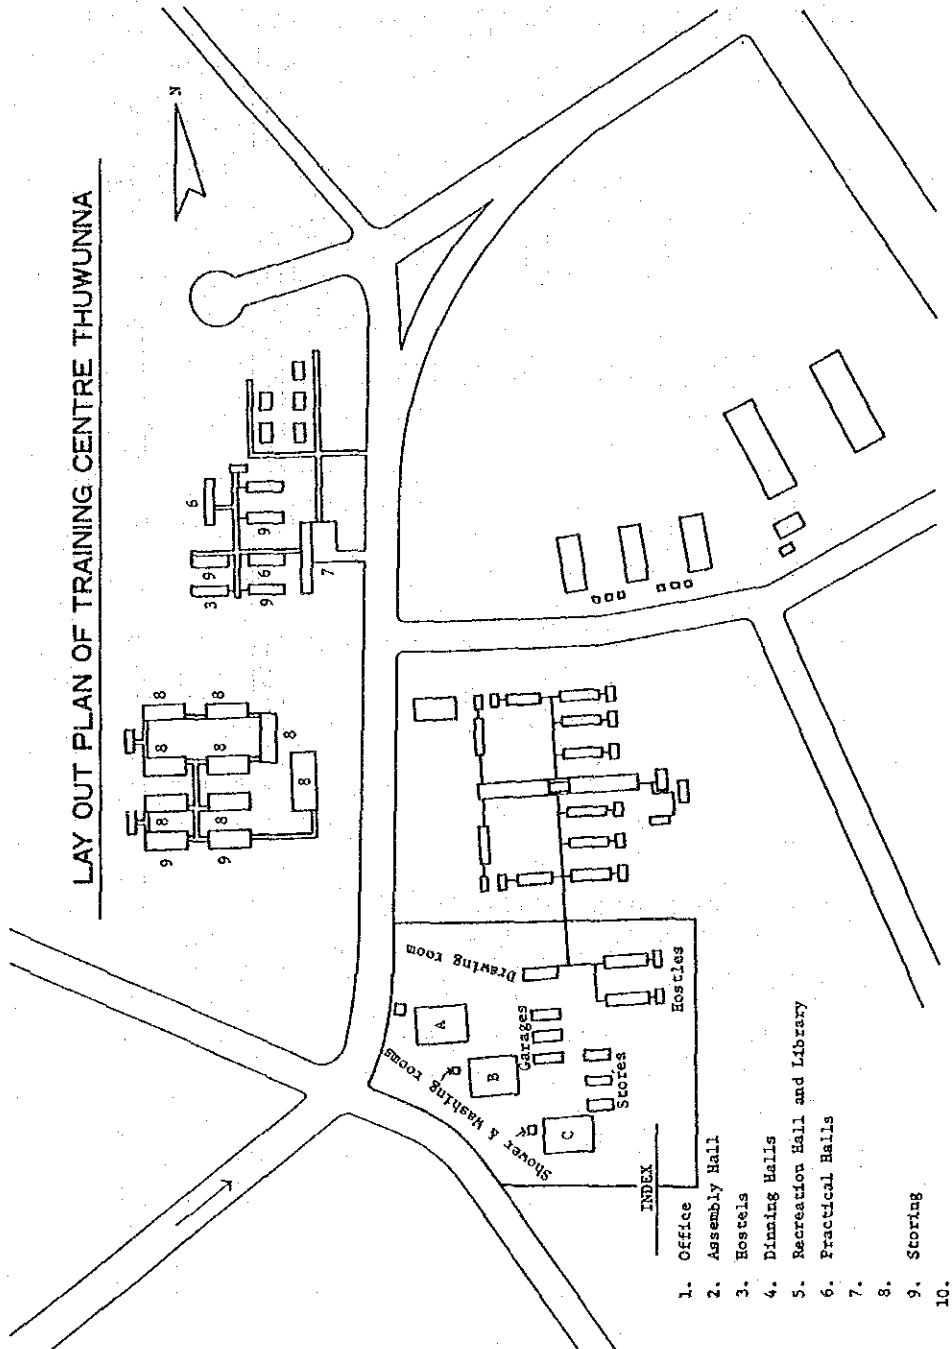 LAY OUT PLAN OF TRAINING CENTRE THUWUNNA
N
6
9
3
9
6
9
7
8
8
8
8
8
8
8
8
9
9
Drawing room
A
Garages
B
Shower & Washing rooms
Stores
C
Hostles
INDEX
1. Office
2. Assembly Hall
3. Hostels
4. Dinning Halls
5. Recreation Hall and Library
6. Practical Halls
7.
8.
9. Storing
10.